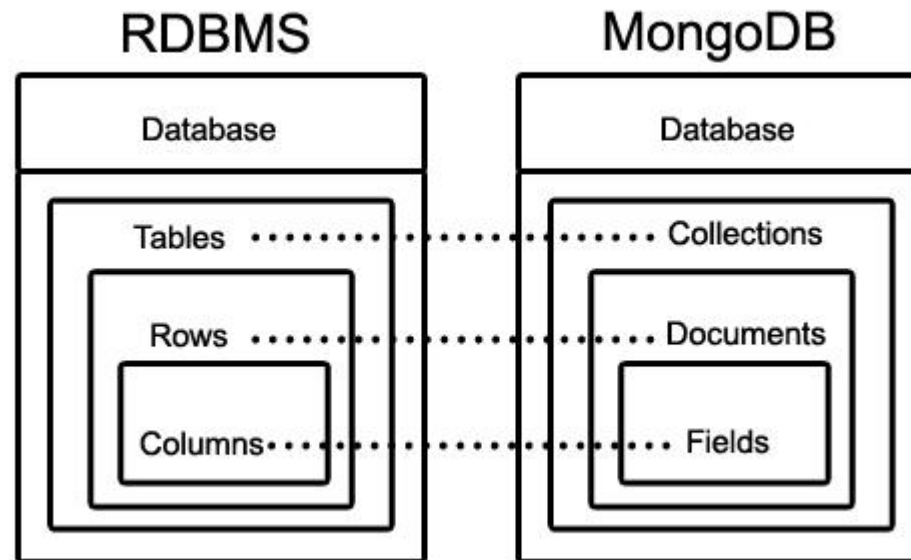 RDBMS
MongoDB
Database
Database
Tables
Collections
Rows
Documents
Columns
Fields